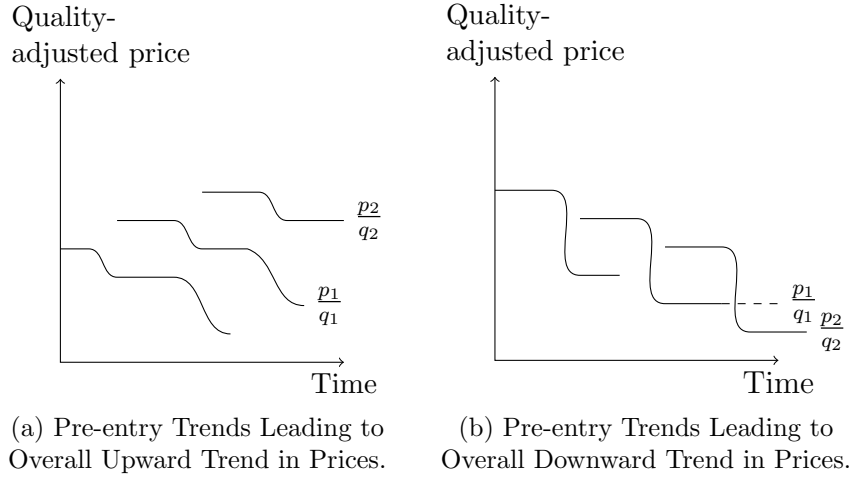 Quality-
adjusted price
p2
q2
p1
q1
Time
(a) Pre-entry Trends Leading to
Overall Upward Trend in Prices.
Quality-
adjusted price
p1
q1
p2
q2
Time
(b) Pre-entry Trends Leading to
Overall Downward Trend in Prices.